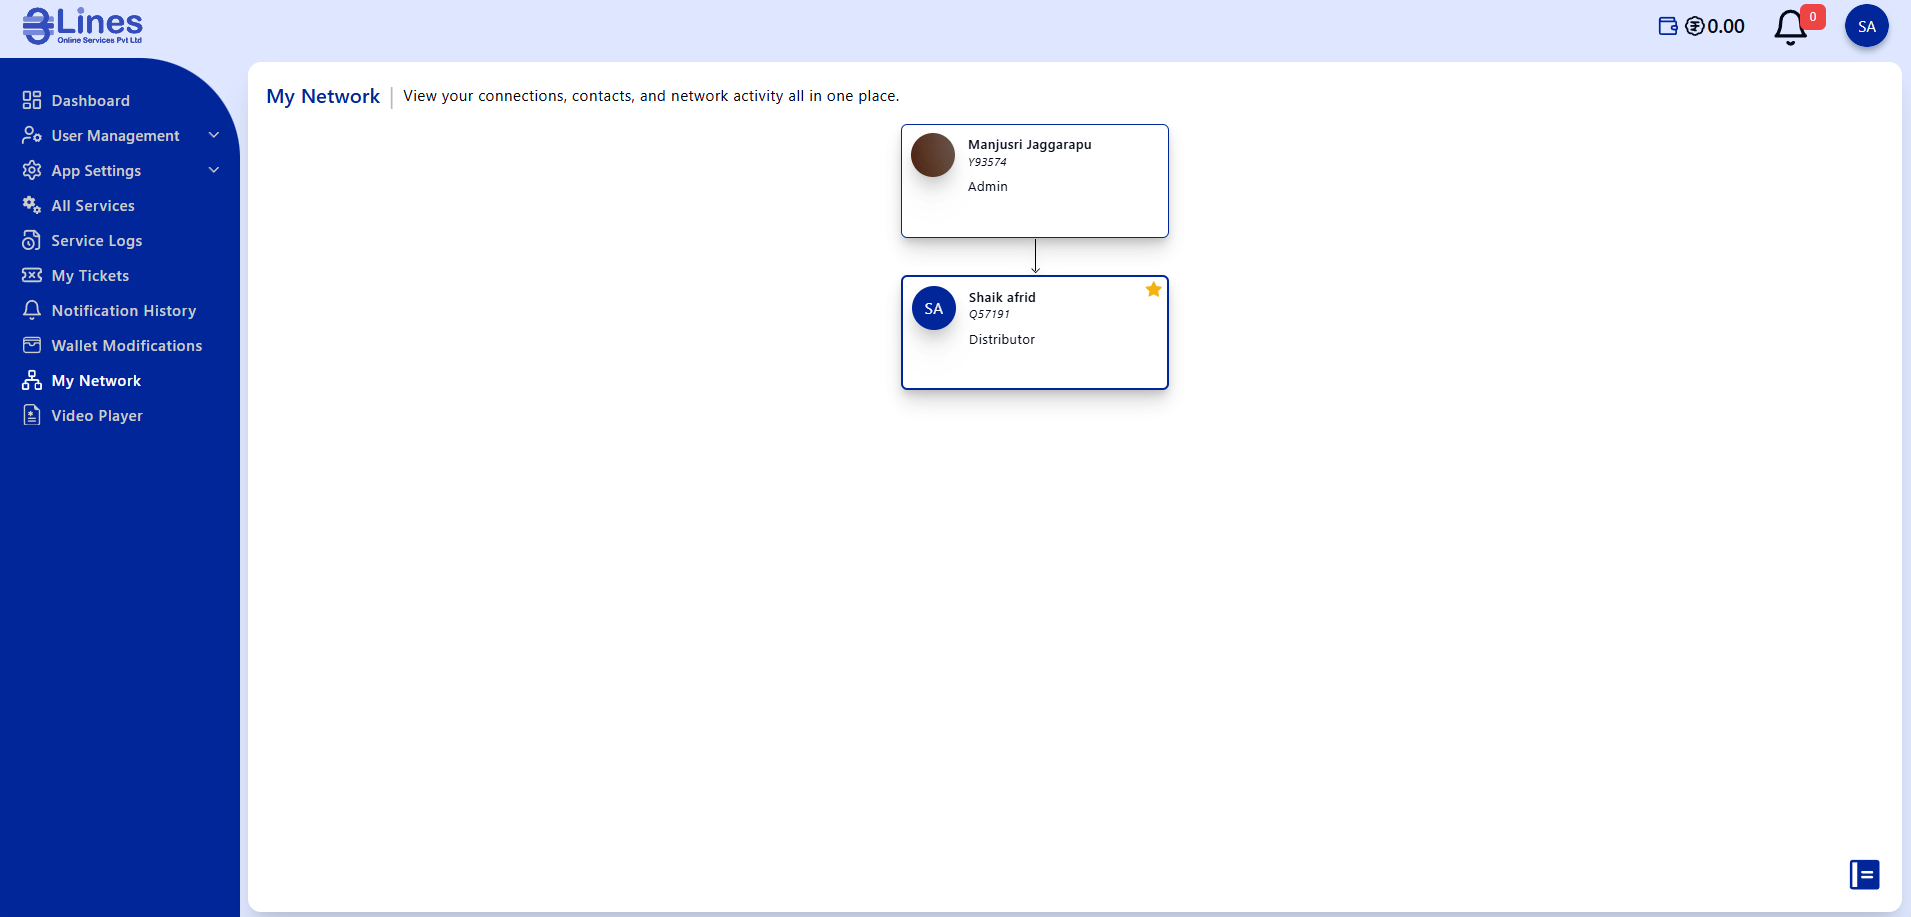 3Lines
Online Services Pvt Ltd
0.00
0
SA
Dashboard
User Management
App Settings
All Services
Service Logs
My Tickets
Notification History
Wallet Modifications
My Network
Video Player
My Network | View your connections, contacts, and network activity all in one place.
Manjusri Jaggarapu
Y93574
Admin
SA
Shaik afrid
Q57191
Distributor